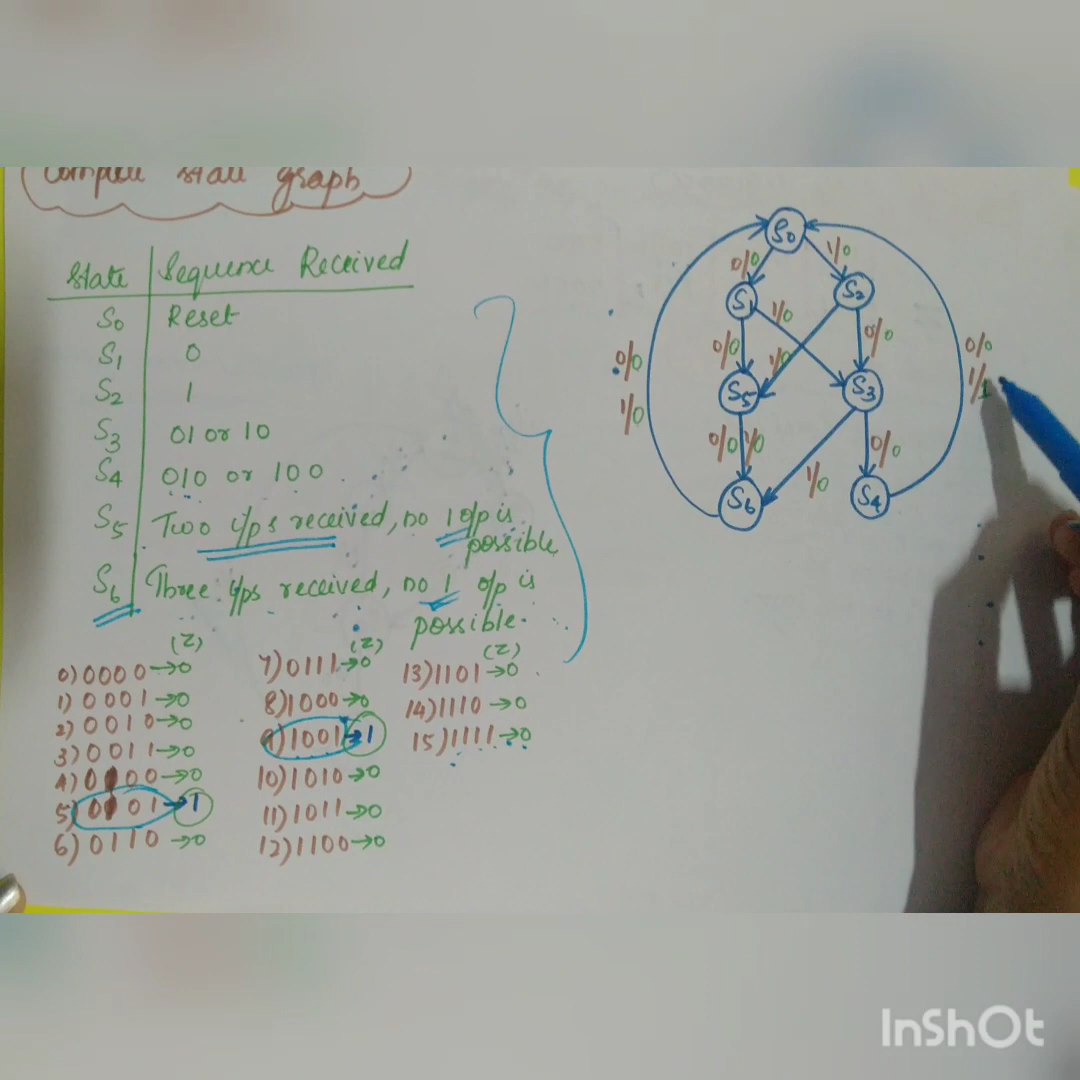 Complete state graph
State Sequence Received
S0 Reset
S1 0
S2 1
S3 01 or 10
S4 010 or 100
S5 Two i/ps received, no 1 o/p is
possible
S6 Three i/ps received, no 1 o/p is
possible.
(Z)
0) 0000→0
1) 0001→0
2) 0010→0
3) 0011→0
4) 0100→0
5) 0101→1
6) 0110→0
(Z)
7) 0111→0
8) 1000→0
9) 1001→1
10) 1010→0
11) 1011→0
12) 1100→0
(Z)
13) 1101→0
14) 1110→0
15) 1111→0
S0
0/0 1/0
S1 S2
1/0
0/0 1/0 0/0
S5 S3
0/0 1/0 1/0 0/0
S6 S4
0/0
1/0
0/0
1/1
InShOt